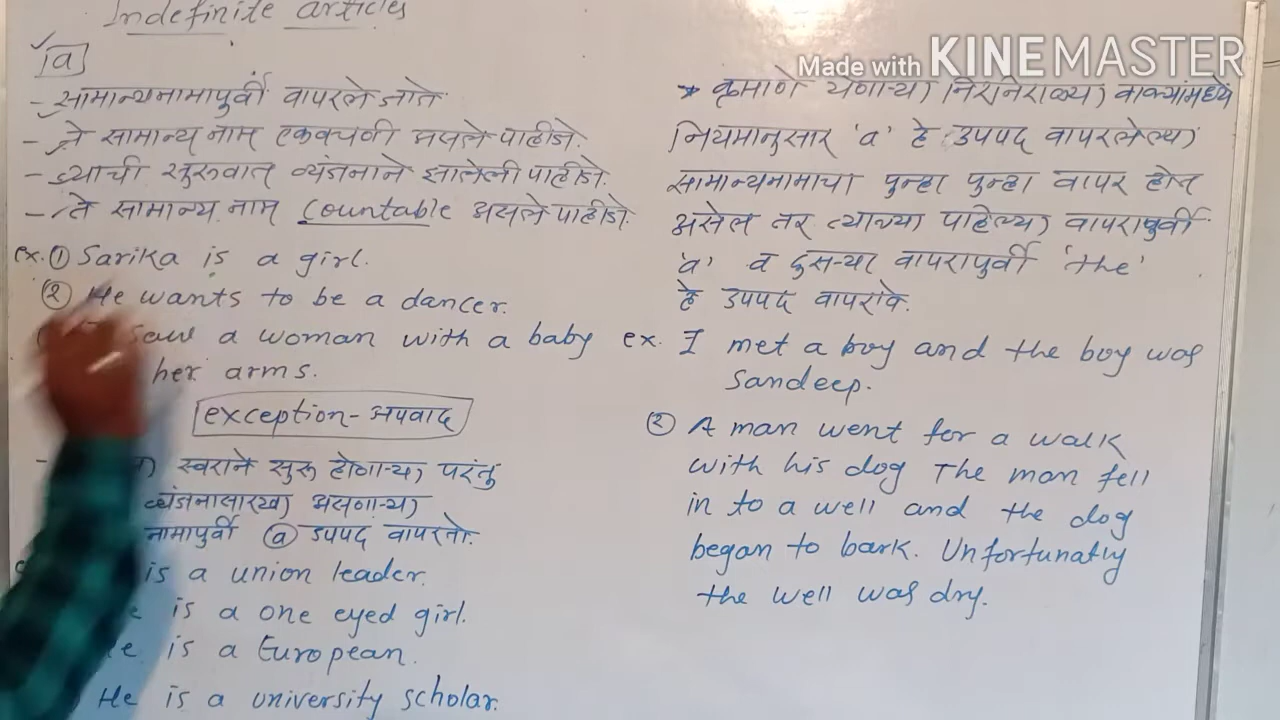 Indefinite articles
(a)
- सामान्यनामापुर्वी वापरले जाते
- ते सामान्य नाम एकवचनी असले पाहीजे.
- त्याची सुरुवात व्यंजनाने झालेली पाहीजे.
- ते सामान्य नाम Countable असले पाहीजे.
ex. ① Sarika is a girl.
② He wants to be a dancer.
saw a woman with a baby
her arms.
exception - अपवाद
- स्वराने सुरु होणाऱ्या परंतु
व्यंजनासारखा असणाऱ्या
नामापुर्वी ⓐ उपपद वापरतो.
is a union leader.
is a one eyed girl.
is a European.
He is a university scholar.
Made with KINEMASTER
* क्रमाने येणाऱ्या निरनिराळ्या वाक्यांमध्ये
नियमानुसार 'a' हे उपपद वापरलेल्या
सामान्यनामाचा पुन्हा पुन्हा वापर होत
असेल तर त्याच्या पहिल्या वापरापुर्वी
'a' व दुसऱ्या वापरापुर्वी 'the'
हे उपपद वापरावे.
ex. I met a boy and the boy was
Sandeep.
② A man went for a walk
with his dog The man fell
in to a well and the dog
began to bark. Unfortunatly
the well was dry.